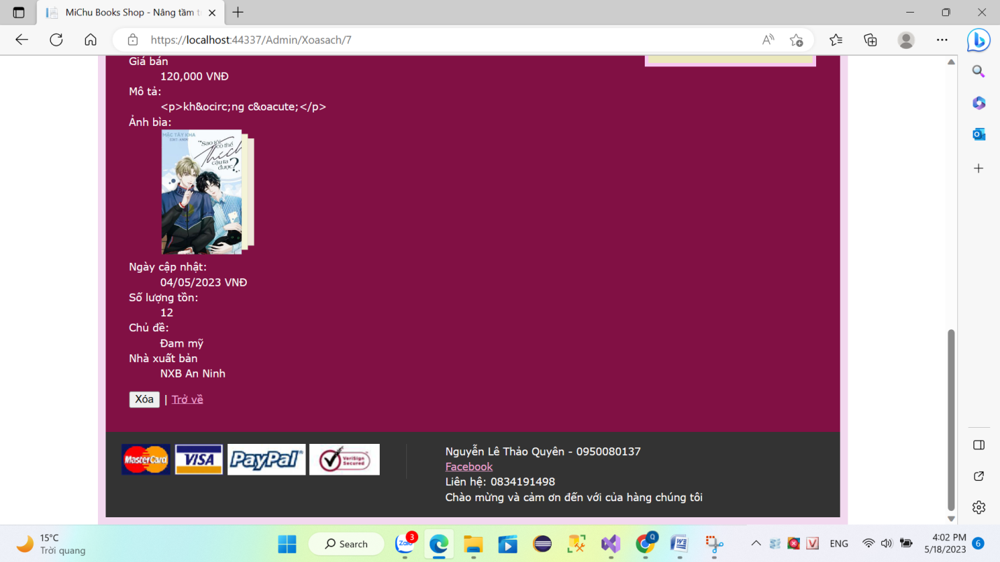 MiChu Books Shop - Nâng tầm t
https://localhost:44337/Admin/Xoasach/7
Giá bán
120,000 VNĐ
Mô tả:
<p>kh&ocirc;ng c&oacute;</p>
Ảnh bìa:
MẶC TÂY KHA
"Sao tôi
có thể
Thích
cậu ta
được?
Ngày cập nhật:
04/05/2023 VNĐ
Số lượng tồn:
12
Chủ đề:
Đam mỹ
Nhà xuất bản
NXB An Ninh
Xóa | Trở về
MasterCard VISA PayPal VeriSign Secured
Nguyễn Lê Thảo Quyên - 0950080137
Facebook
Liên hệ: 0834191498
Chào mừng và cảm ơn đến với của hàng chúng tôi
15°C
Trời quang
Search
Zalo
3
Q
ENG
4:02 PM
5/18/2023
6